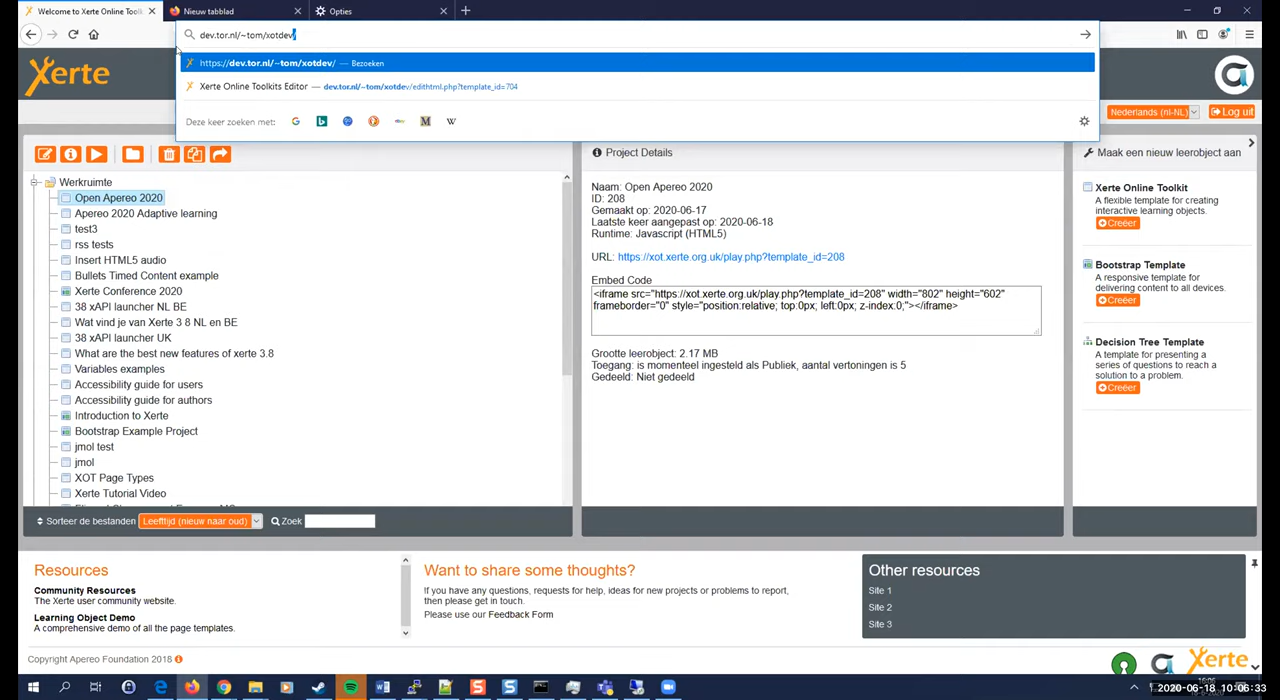 Welcome to Xerte Online Toolk
Nieuw tabblad
Opties
dev.tor.nl/~tom/xotdev/
https://dev.tor.nl/~tom/xotdev/ — Bezoeken
Xerte Online Toolkits Editor — dev.tor.nl/~tom/xotdev/edithtml.php?template_id=704
Deze keer zoeken met:
Xerte
Nederlands (nl-NL)
Log uit
Werkruimte
Open Apereo 2020
Apereo 2020 Adaptive learning
test3
rss tests
Insert HTML5 audio
Bullets Timed Content example
Xerte Conference 2020
38 xAPI launcher NL BE
Wat vind je van Xerte 3 8 NL en BE
38 xAPI launcher UK
What are the best new features of xerte 3.8
Variables examples
Accessibility guide for users
Accessibility guide for authors
Introduction to Xerte
Bootstrap Example Project
jmol test
jmol
XOT Page Types
Xerte Tutorial Video
Sorteer de bestanden
Leeftijd (nieuw naar oud)
Zoek
Project Details
Naam: Open Apereo 2020
ID: 208
Gemaakt op: 2020-06-17
Laatste keer aangepast op: 2020-06-18
Runtime: Javascript (HTML5)
URL: https://xot.xerte.org.uk/play.php?template_id=208
Embed Code
<iframe src="https://xot.xerte.org.uk/play.php?template_id=208" width="802" height="602"
frameborder="0" style="position:relative; top:0px; left:0px; z-index:0;"></iframe>
Grootte leerobject: 2.17 MB
Toegang: is momenteel ingesteld als Publiek, aantal vertoningen is 5
Gedeeld: Niet gedeeld
Maak een nieuw leerobject aan
Xerte Online Toolkit
A flexible template for creating
interactive learning objects.
Creëer
Bootstrap Template
A responsive template for
delivering content to all devices.
Creëer
Decision Tree Template
A template for presenting a
series of questions to reach a
solution to a problem.
Creëer
Resources
Community Resources
The Xerte user community website.
Learning Object Demo
A comprehensive demo of all the page templates.
Want to share some thoughts?
If you have any questions, requests for help, ideas for new projects or problems to report,
then please get in touch.
Please use our Feedback Form
Other resources
Site 1
Site 2
Site 3
Copyright Apereo Foundation 2018
Xerte
2020-06-18 10:06:33